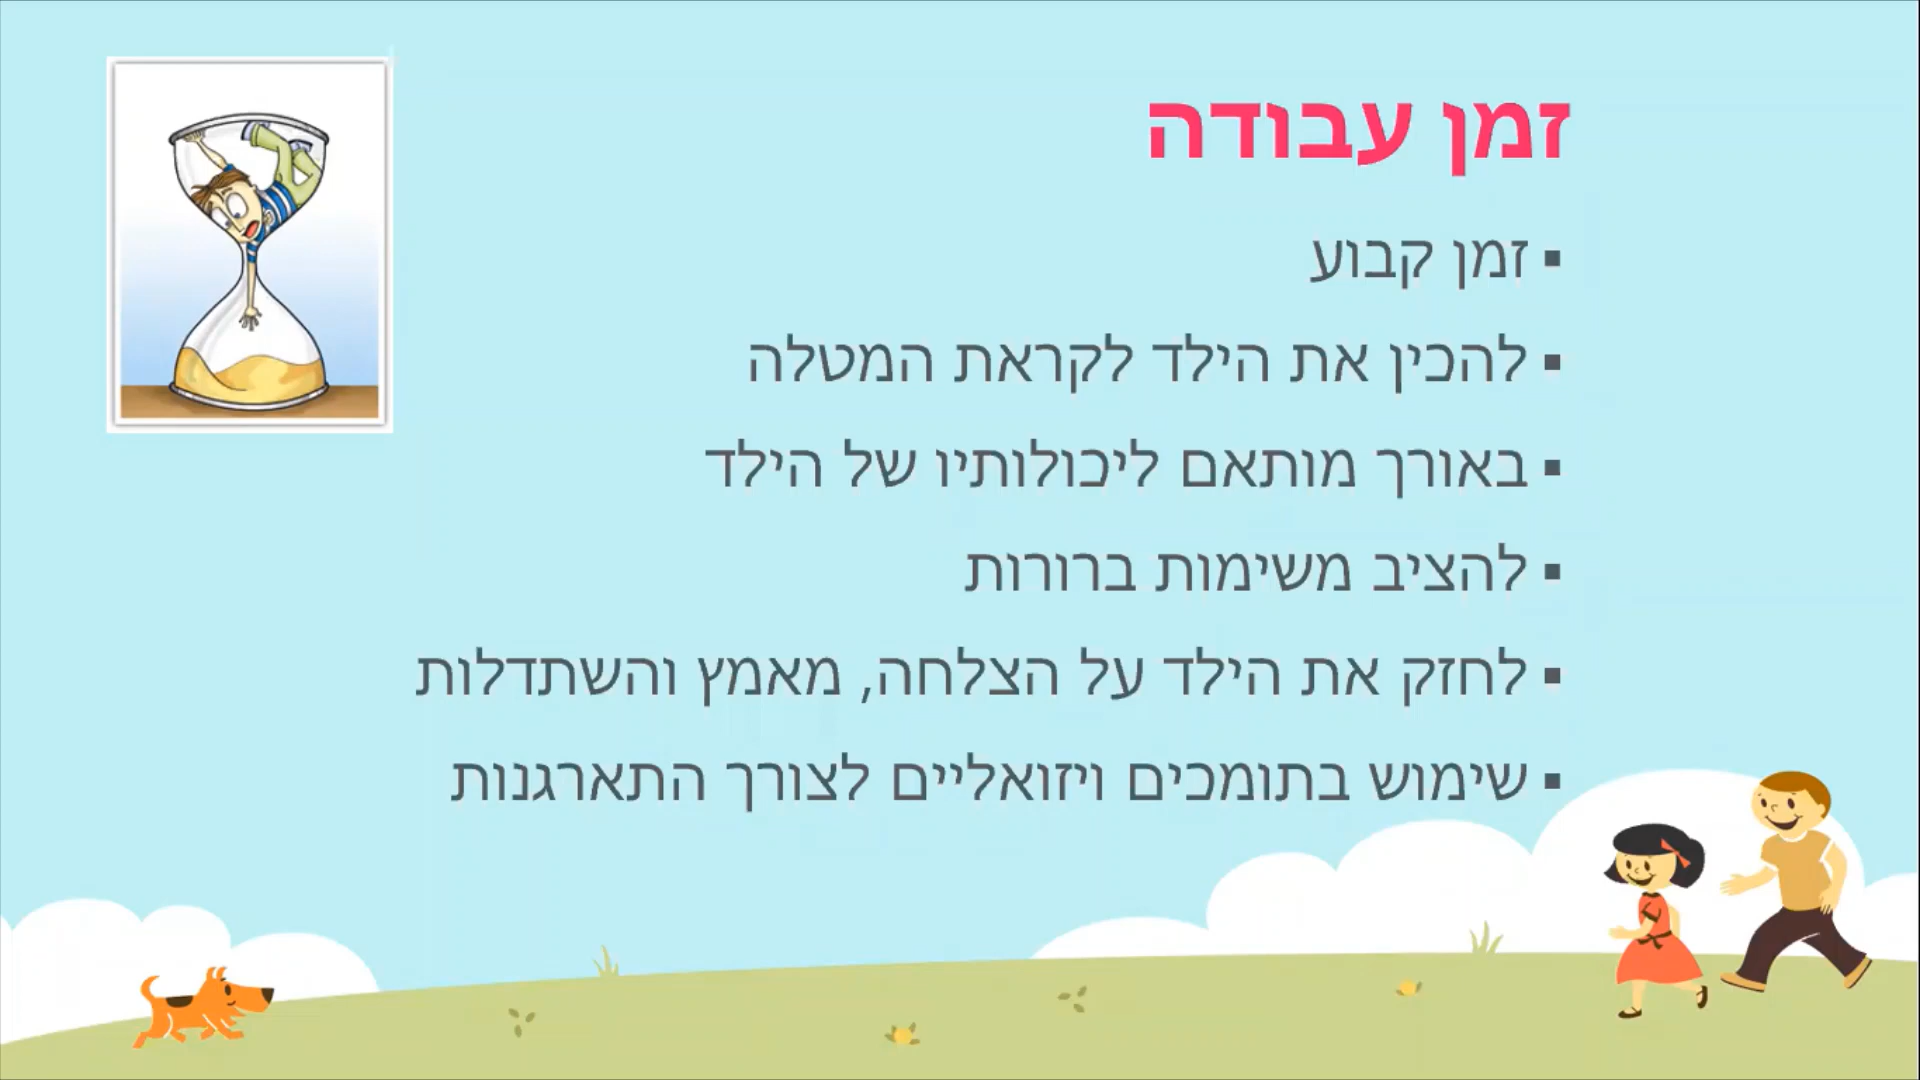 זמן עבודה
▪ זמן קבוע
▪ להכין את הילד לקראת המטלה
▪ באורך מותאם ליכולותיו של הילד
▪ להציב משימות ברורות
▪ לחזק את הילד על הצלחה, מאמץ והשתדלות
▪ שימוש בתומכים ויזואליים לצורך התארגנות